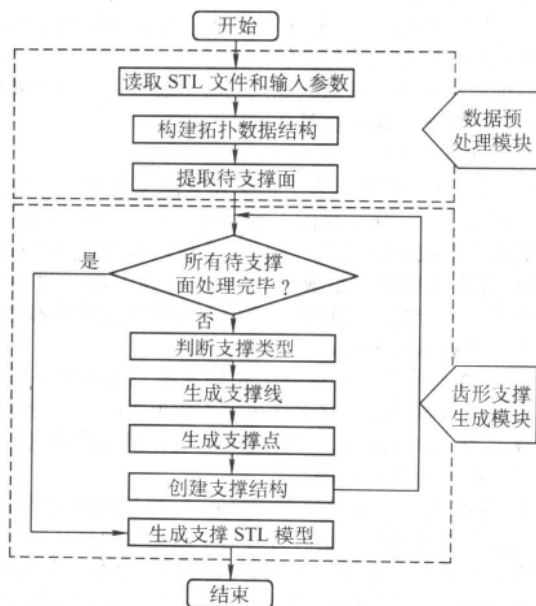 开始
读取 STL 文件和输入参数
构建拓扑数据结构
提取待支撑面
数据预
处理模块
是
所有待支撑
面处理完毕?
否
判断支撑类型
生成支撑线
生成支撑点
创建支撑结构
齿形支撑
生成模块
生成支撑 STL 模型
结束